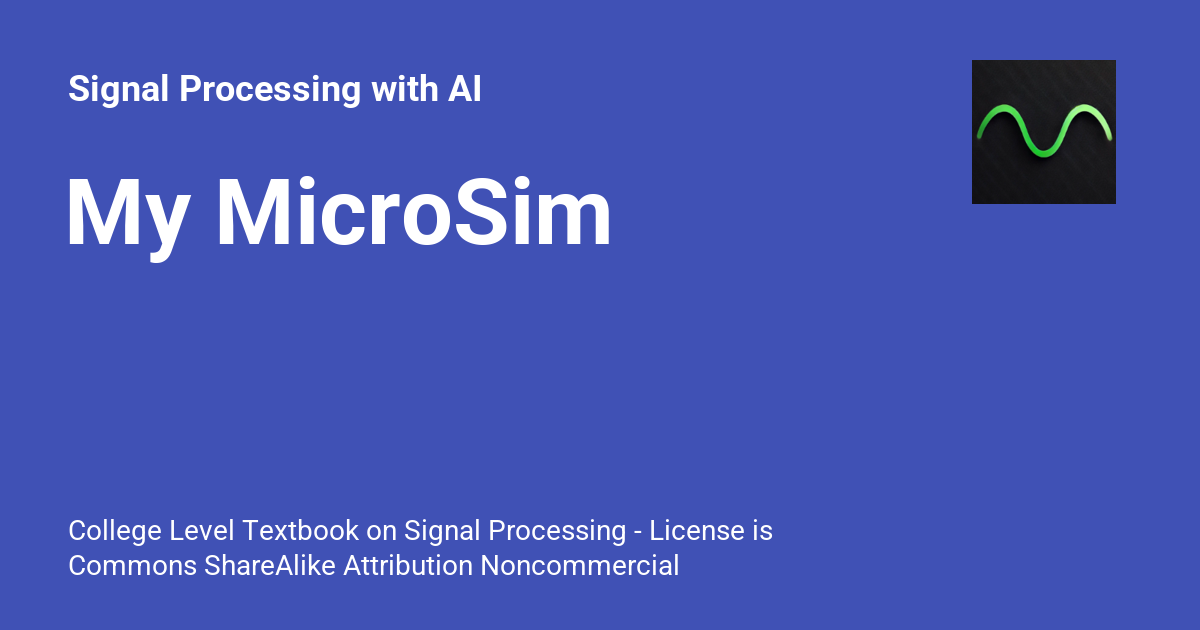 Signal Processing with AI
My MicroSim
College Level Textbook on Signal Processing - License is
Commons ShareAlike Attribution Noncommercial